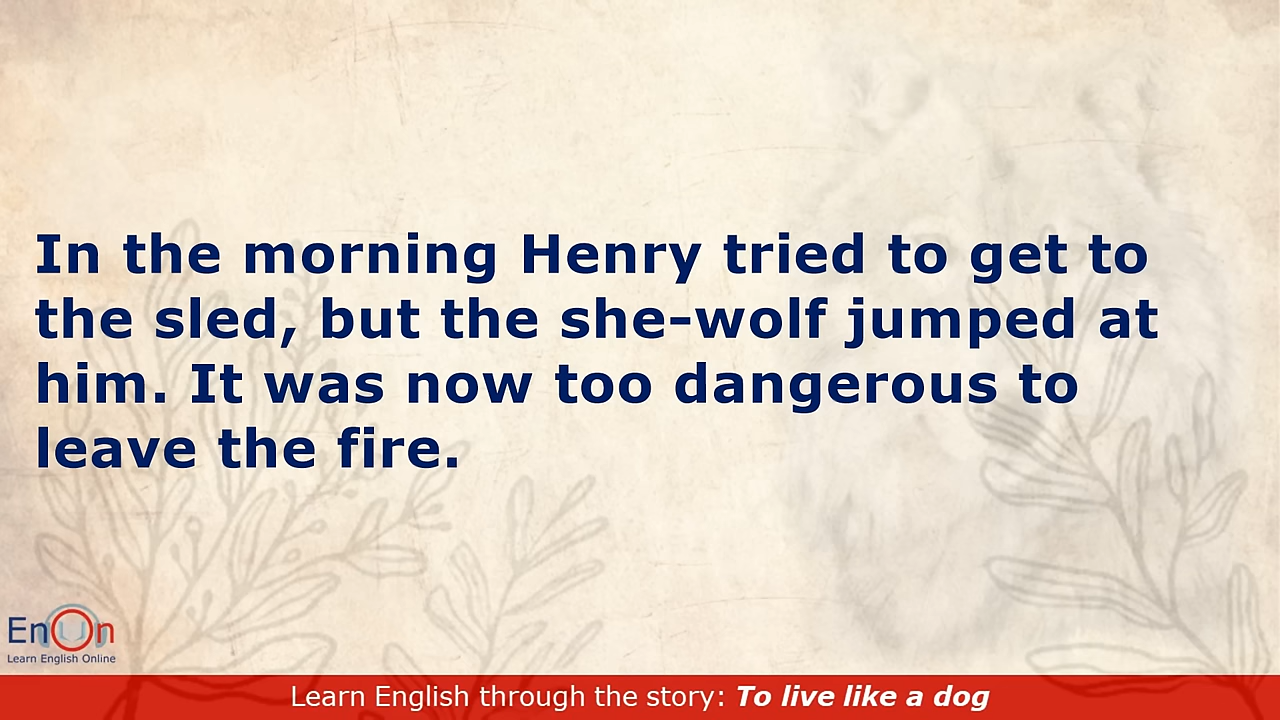 In the morning Henry tried to get to
the sled, but the she-wolf jumped at
him. It was now too dangerous to
leave the fire.
EnOn
Learn English Online
Learn English through the story: To live like a dog